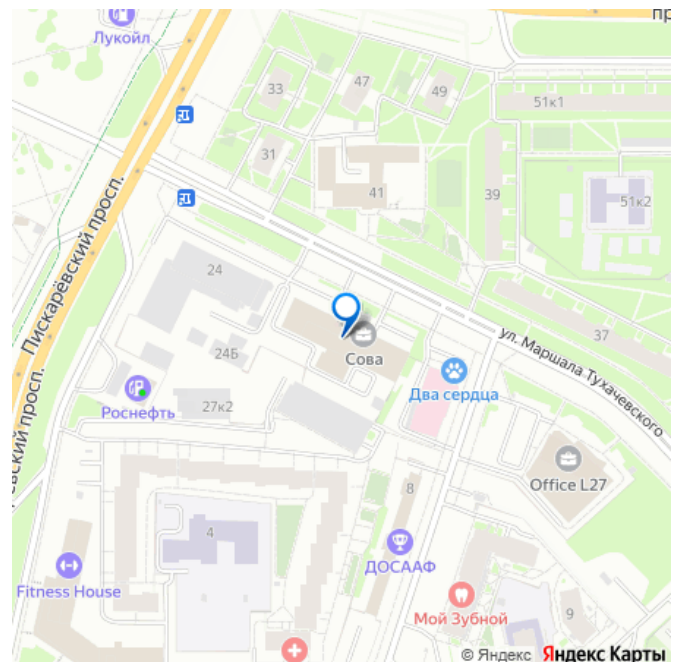 пр
Лукойл
33
47
49
51к1
31
41
39
51к2
Пискарёвский просп.
24
24Б
Сова
37
ул. Маршала Тухачевского
Роснефть
27к2
Два сердца
евский просп.
8
Office L27
4
ДОСААФ
Fitness House
Мой Зубной
9
© Яндекс Яндекс Карты